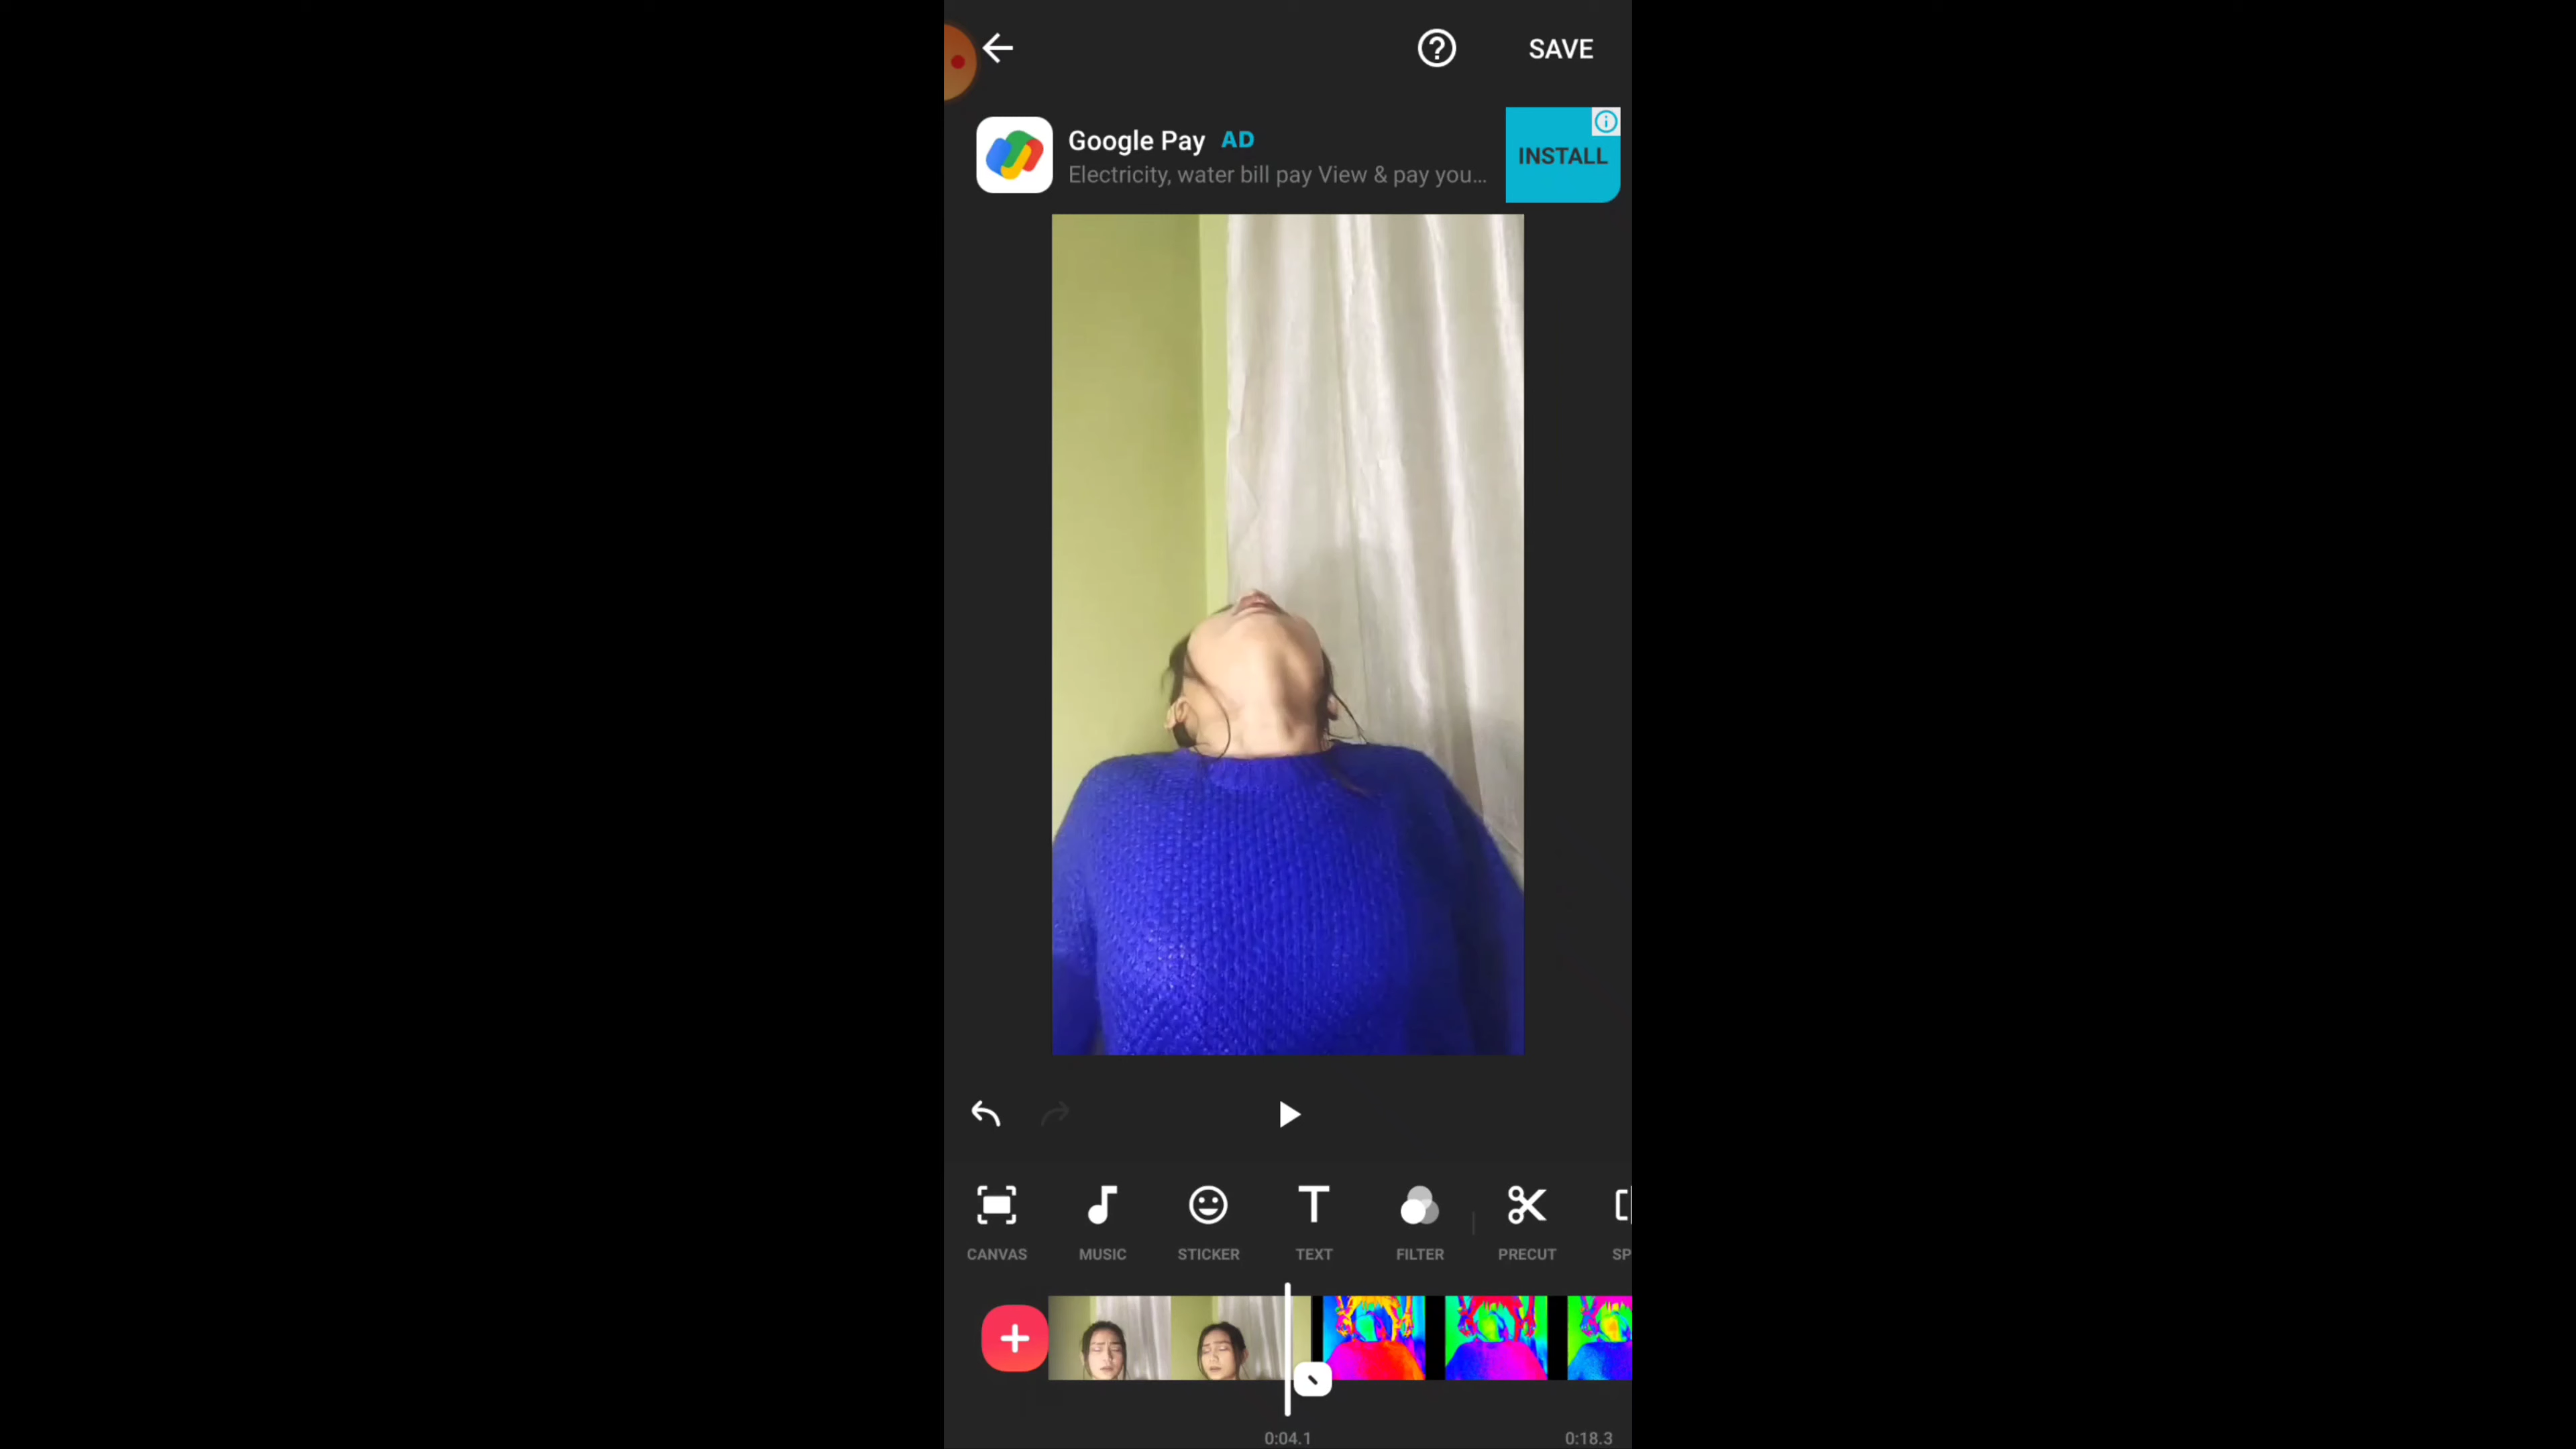 SAVE
Google Pay AD
Electricity, water bill pay View & pay you...
INSTALL
CANVAS
MUSIC
STICKER
TEXT
FILTER
PRECUT
SP
0:04.1
0:18.3